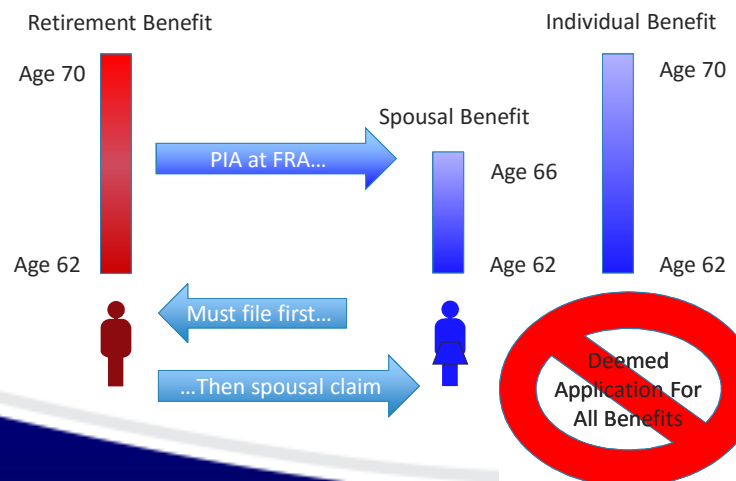 Retirement Benefit
Individual Benefit
Age 70
Age 70
Spousal Benefit
PIA at FRA...
Age 66
Age 62
Age 62
Age 62
Must file first...
...Then spousal claim
Deemed
Application For
All Benefits